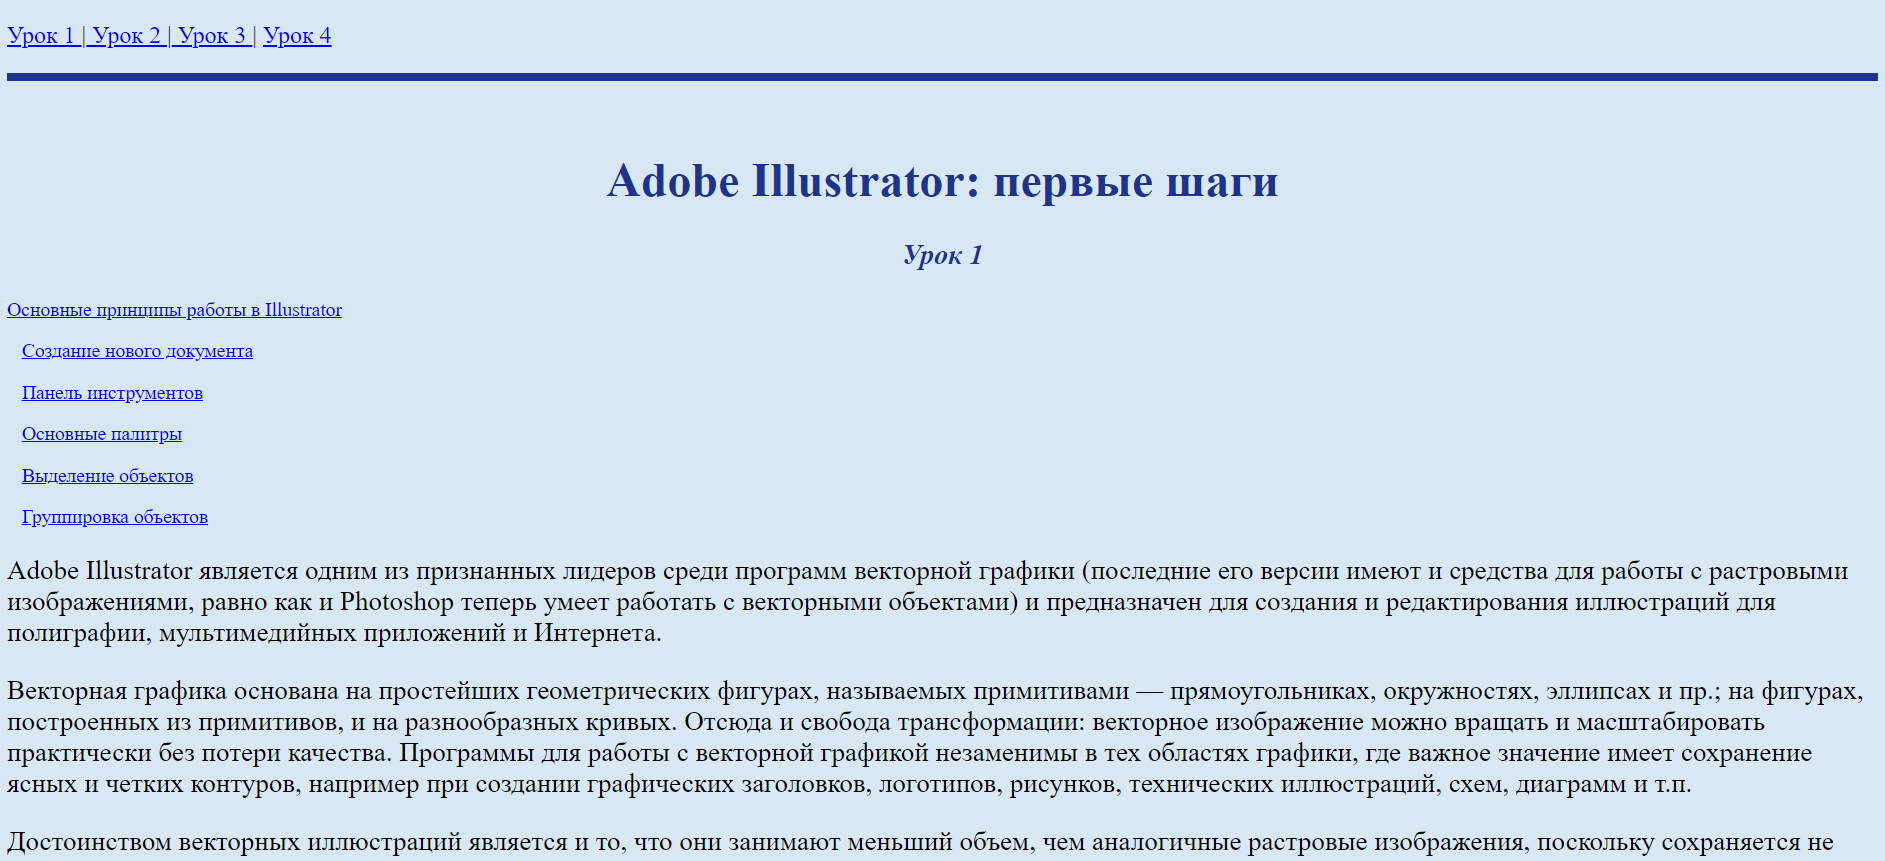 Урок 1 | Урок 2 | Урок 3 | Урок 4
Adobe Illustrator: первые шаги
Урок 1
Основные принципы работы в Illustrator
Создание нового документа
Панель инструментов
Основные палитры
Выделение объектов
Группировка объектов
Adobe Illustrator является одним из признанных лидеров среди программ векторной графики (последние его версии имеют и средства для работы с растровыми
изображениями, равно как и Photoshop теперь умеет работать с векторными объектами) и предназначен для создания и редактирования иллюстраций для
полиграфии, мультимедийных приложений и Интернета.
Векторная графика основана на простейших геометрических фигурах, называемых примитивами — прямоугольниках, окружностях, эллипсах и пр.; на фигурах,
построенных из примитивов, и на разнообразных кривых. Отсюда и свобода трансформации: векторное изображение можно вращать и масштабировать
практически без потери качества. Программы для работы с векторной графикой незаменимы в тех областях графики, где важное значение имеет сохранение
ясных и четких контуров, например при создании графических заголовков, логотипов, рисунков, технических иллюстраций, схем, диаграмм и т.п.
Достоинством векторных иллюстраций является и то, что они занимают меньший объем, чем аналогичные растровые изображения, поскольку сохраняется не